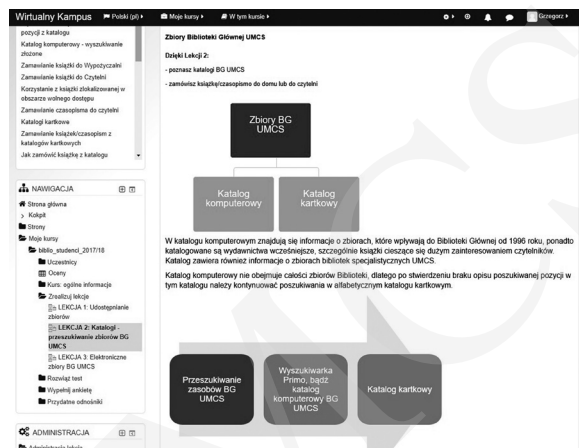 Wirtualny Kampus Polski (pl) Moje kursy W tym kursie Grzegorz
pozycji z katalogu
Katalog komputerowy - wyszukiwanie
złożone
Zamawianie książki do Wypożyczalni
Zamawianie książki do Czytelni
Korzystanie z książki zlokalizowanej w
obszarze wolnego dostępu
Zamawianie czasopisma do czytelni
Katalogi kartkowe
Zamawianie książek/czasopism z
katalogów kartkowych
Jak zamówić książkę z katalogu
NAWIGACJA
Strona główna
Kokpit
Strony
Moje kursy
biblio_studenci_2017/18
Uczestnicy
Oceny
Kurs: ogólne informacje
Zrealizuj lekcje
LEKCJA 1: Udostępnianie
zbiorów
LEKCJA 2: Katalogi -
przeszukiwanie zbiorów BG
UMCS
LEKCJA 3: Elektroniczne
zbiory BG UMCS
Rozwiąż test
Wypełnij ankietę
Przydatne odnośniki
ADMINISTRACJA
Administracja lekcją
Zbiory Biblioteki Głównej UMCS
Dzięki Lekcji 2:
- poznasz katalogi BG UMCS
- zamówisz książkę/czasopismo do domu lub do czytelni
Zbiory BG
UMCS
Katalog
komputerowy
Katalog
kartkowy
W katalogu komputerowym znajdują się informacje o zbiorach, które wpływają do Biblioteki Głównej od 1996 roku, ponadto
katalogowane są wydawnictwa wcześniejsze, szczególnie książki cieszące się dużym zainteresowaniem czytelników.
Katalog zawiera również informacje o zbiorach bibliotek specjalistycznych UMCS.
Katalog komputerowy nie obejmuje całości zbiorów Biblioteki, dlatego po stwierdzeniu braku opisu poszukiwanej pozycji w
tym katalogu należy kontynuować poszukiwania w alfabetycznym katalogu kartkowym.
Przeszukiwanie
zasobów BG
UMCS
Wyszukiwarka
Primo, bądź
katalog
komputerowy BG
UMCS
Katalog kartkowy